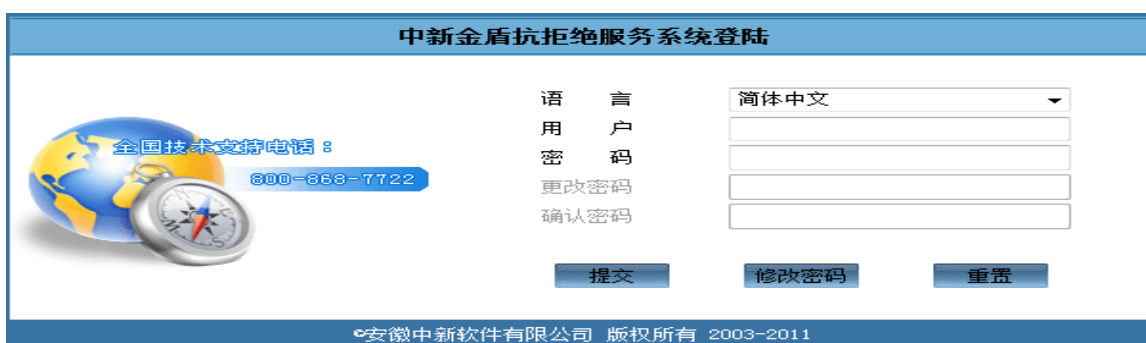 中新金盾抗拒绝服务系统登陆
语 言 简体中文
用 户
密 码
更改密码
确认密码
全国技术支持电话：
800-868-7722
提交 修改密码 重置
©安徽中新软件有限公司 版权所有 2003-2011